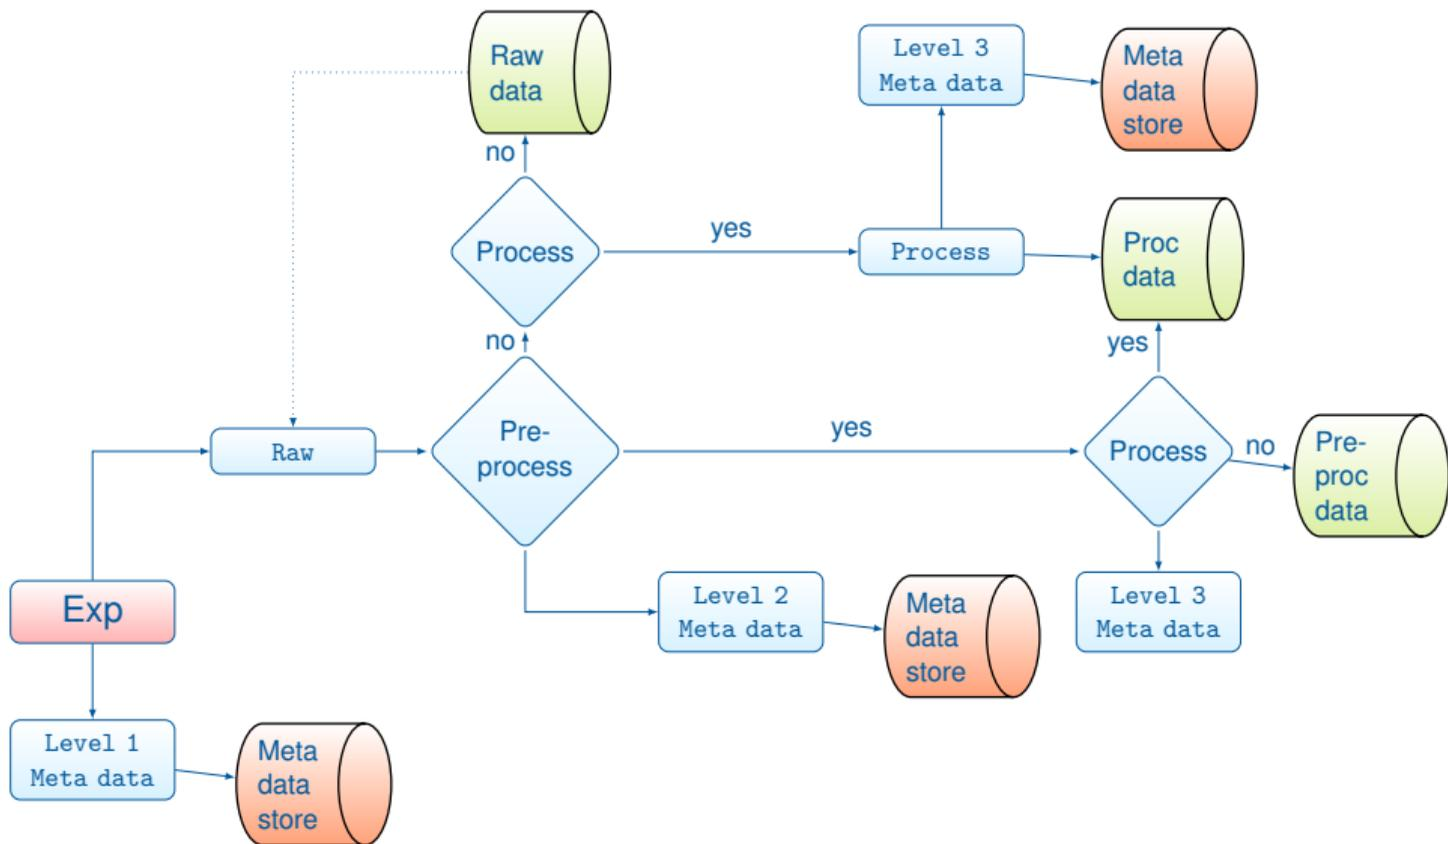 Raw
data
Level 3
Meta data
Meta
data
store
no
Process
yes
Process
Proc
data
no
yes
Raw
Pre-
process
yes
Process
no
Pre-
proc
data
Exp
Level 2
Meta data
Meta
data
store
Level 3
Meta data
Level 1
Meta data
Meta
data
store